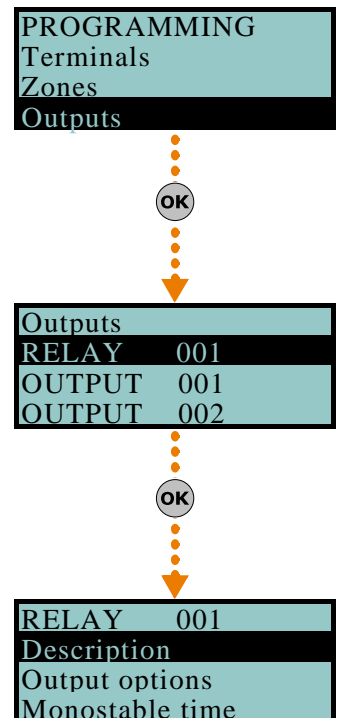 PROGRAMMING
Terminals
Zones
Outputs
OK
Outputs
RELAY 001
OUTPUT 001
OUTPUT 002
OK
RELAY 001
Description
Output options
Monostable time